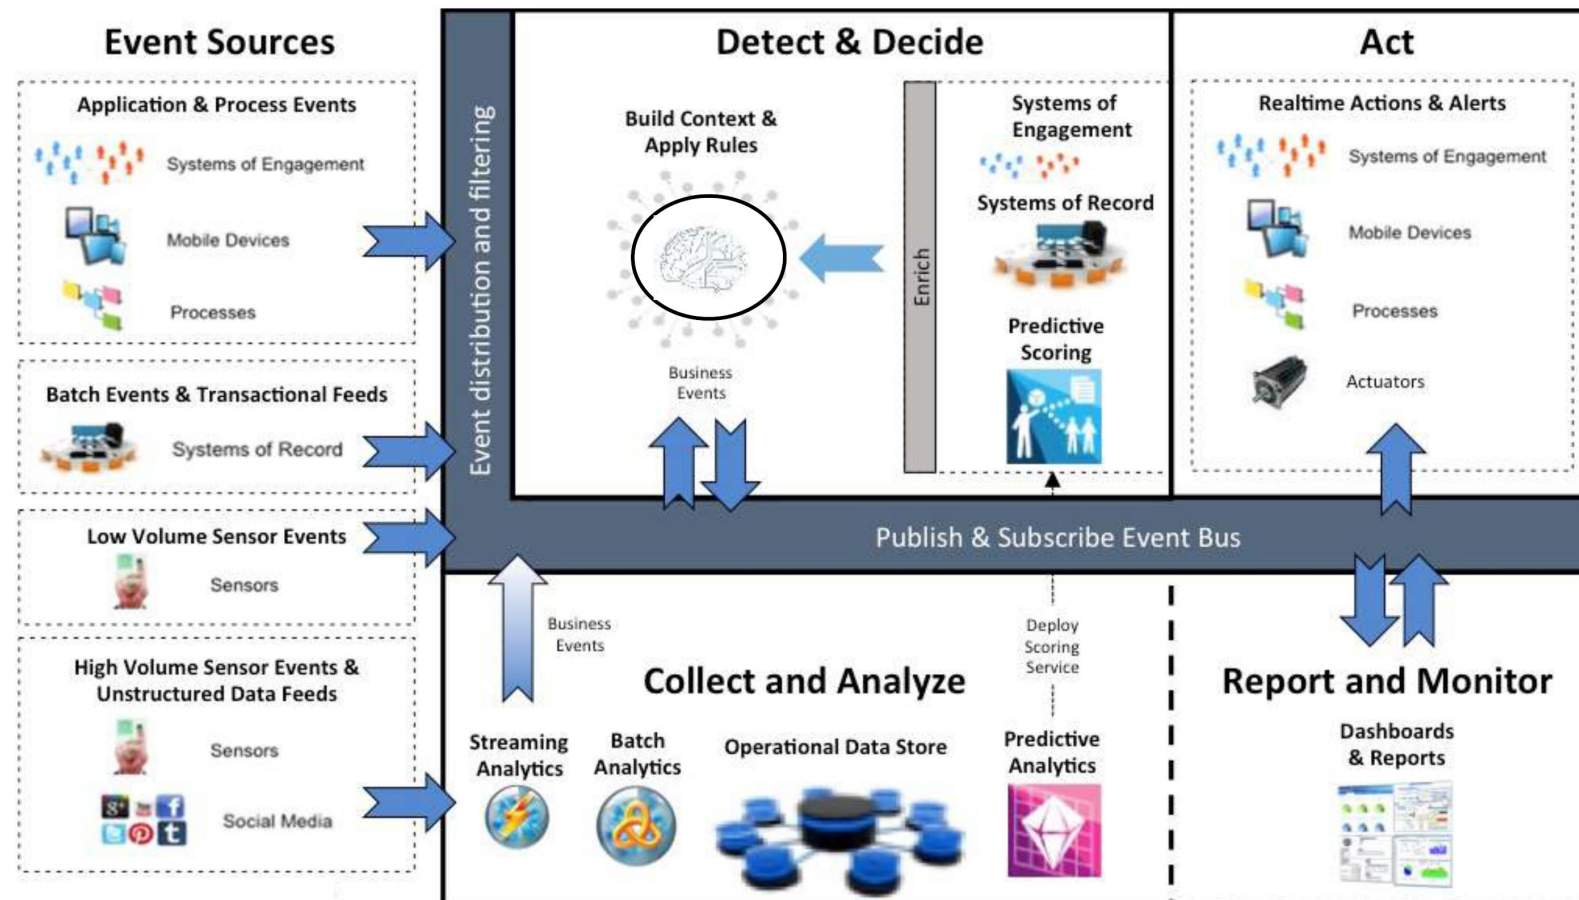 Event Sources
Application & Process Events
Systems of Engagement
Mobile Devices
Processes
Batch Events & Transactional Feeds
Systems of Record
Low Volume Sensor Events
Sensors
High Volume Sensor Events &
Unstructured Data Feeds
Sensors
Social Media
Event distribution and filtering
Detect & Decide
Build Context &
Apply Rules
Business
Events
Enrich
Systems of
Engagement
Systems of Record
Predictive
Scoring
Act
Realtime Actions & Alerts
Systems of Engagement
Mobile Devices
Processes
Actuators
Publish & Subscribe Event Bus
Business
Events
Deploy
Scoring
Service
Collect and Analyze
Streaming
Analytics
Batch
Analytics
Operational Data Store
Predictive
Analytics
Report and Monitor
Dashboards
& Reports